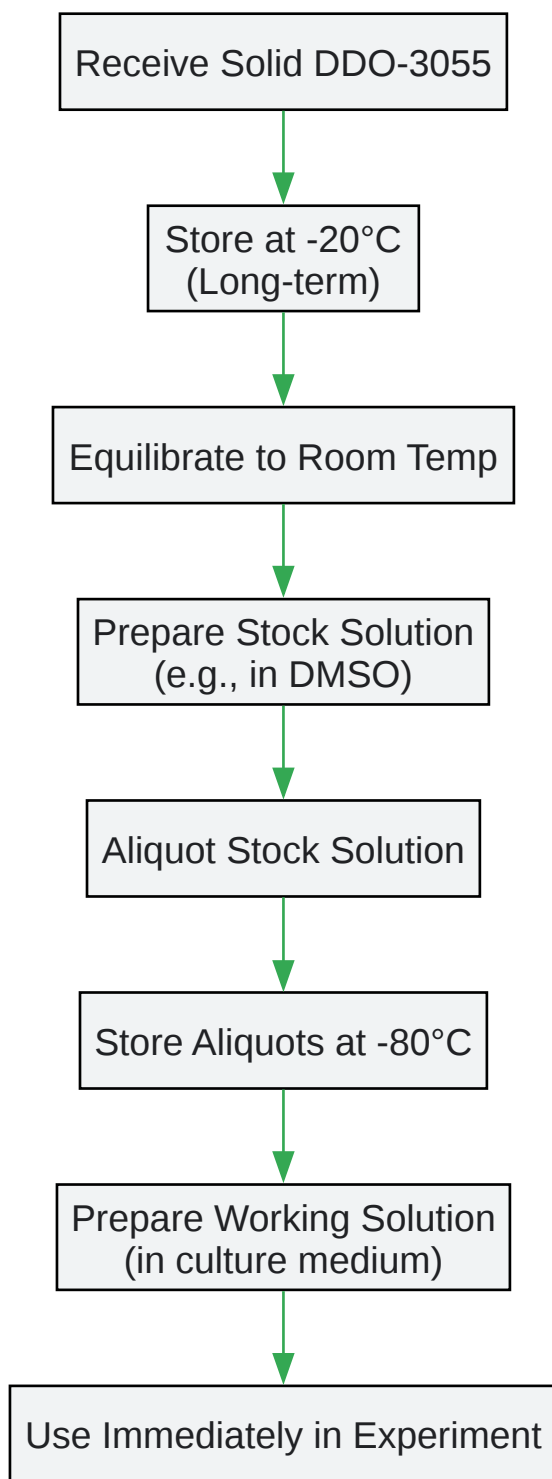 Receive Solid DDO-3055
Store at -20°C
(Long-term)
Equilibrate to Room Temp
Prepare Stock Solution
(e.g., in DMSO)
Aliquot Stock Solution
Store Aliquots at -80°C
Prepare Working Solution
(in culture medium)
Use Immediately in Experiment